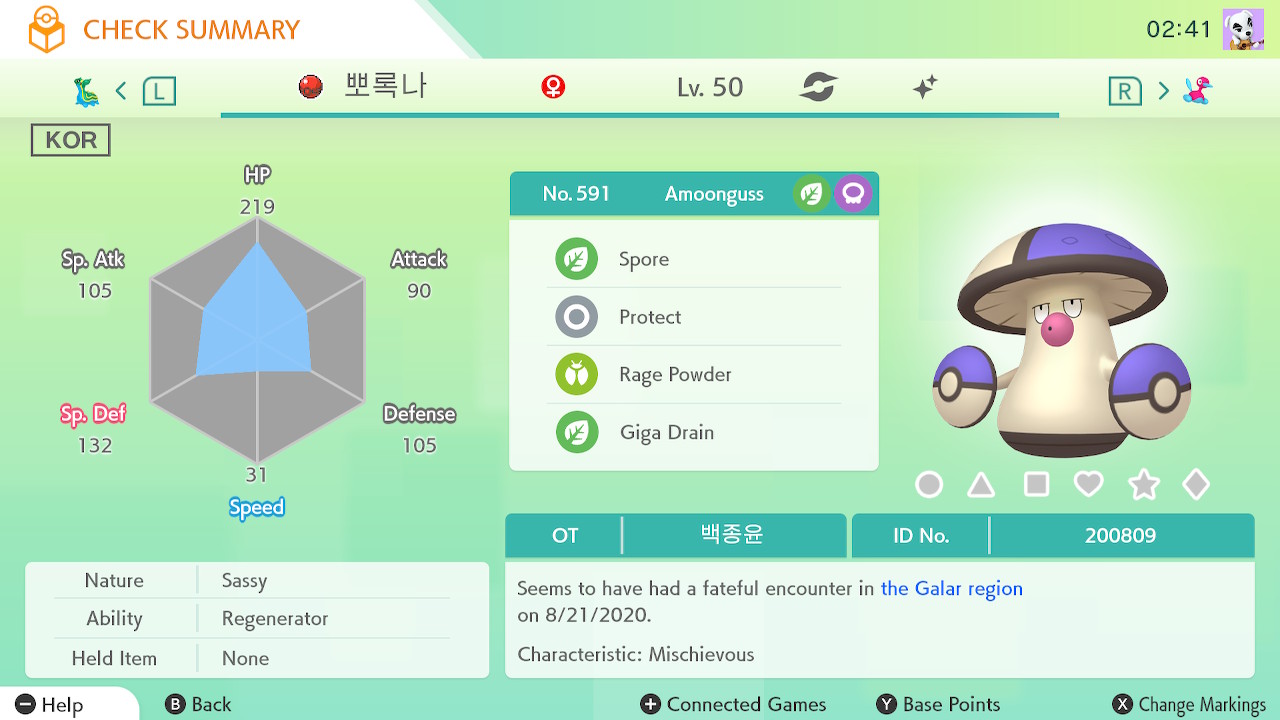 CHECK SUMMARY
02:41
L
뽀록나
Lv. 50
R
KOR
HP
219
Sp. Atk
105
Attack
90
Sp. Def
132
Defense
105
31
Speed
No. 591 Amoonguss
Spore
Protect
Rage Powder
Giga Drain
OT 백종윤
ID No. 200809
Nature Sassy
Ability Regenerator
Held Item None
Seems to have had a fateful encounter in the Galar region
on 8/21/2020.
Characteristic: Mischievous
Help
B Back
Connected Games
Y Base Points
X Change Markings